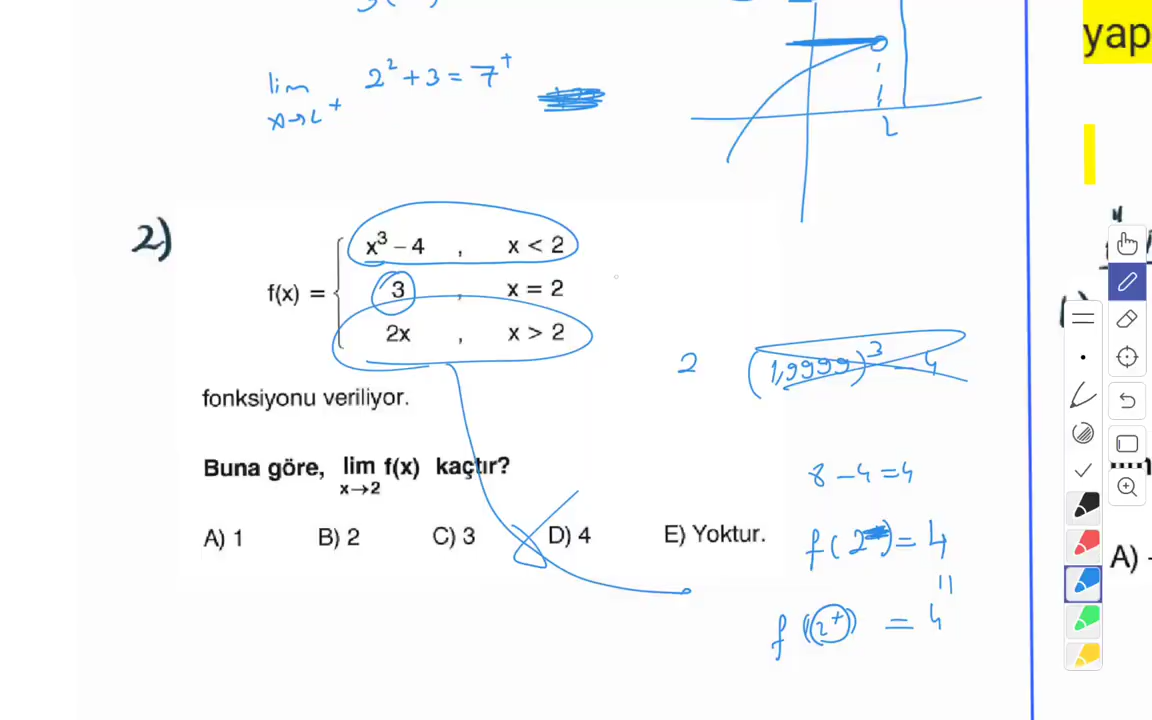 yap
lim 2² + 3 = 7⁺
x→2⁺
2
2)
x³ – 4 , x < 2
f(x) = 3 , x = 2
2x , x > 2
2 (1,9999)³ – 4
fonksiyonu veriliyor.
Buna göre, lim f(x) kaçtır?
x→2
8 – 4 = 4
A) 1 B) 2 C) 3 D) 4 E) Yoktur.
f(2⁻) = 4
A) -
f(2⁺) = 4